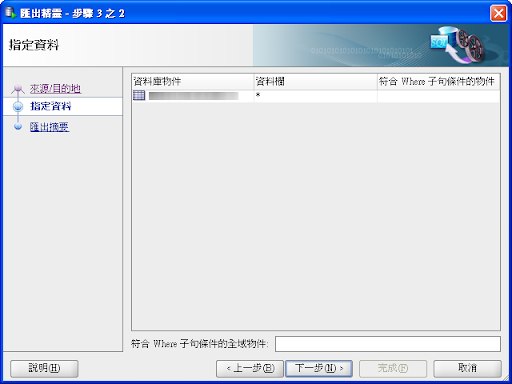 匯出精靈 - 步驟 3 之 2
指定資料
來源/目的地
指定資料
匯出摘要
資料庫物件 資料欄 符合 Where 子句條件的物件
*
符合 Where 子句條件的全域物件:
說明(H) < 上一步(B) 下一步(N) > 完成(F) 取消